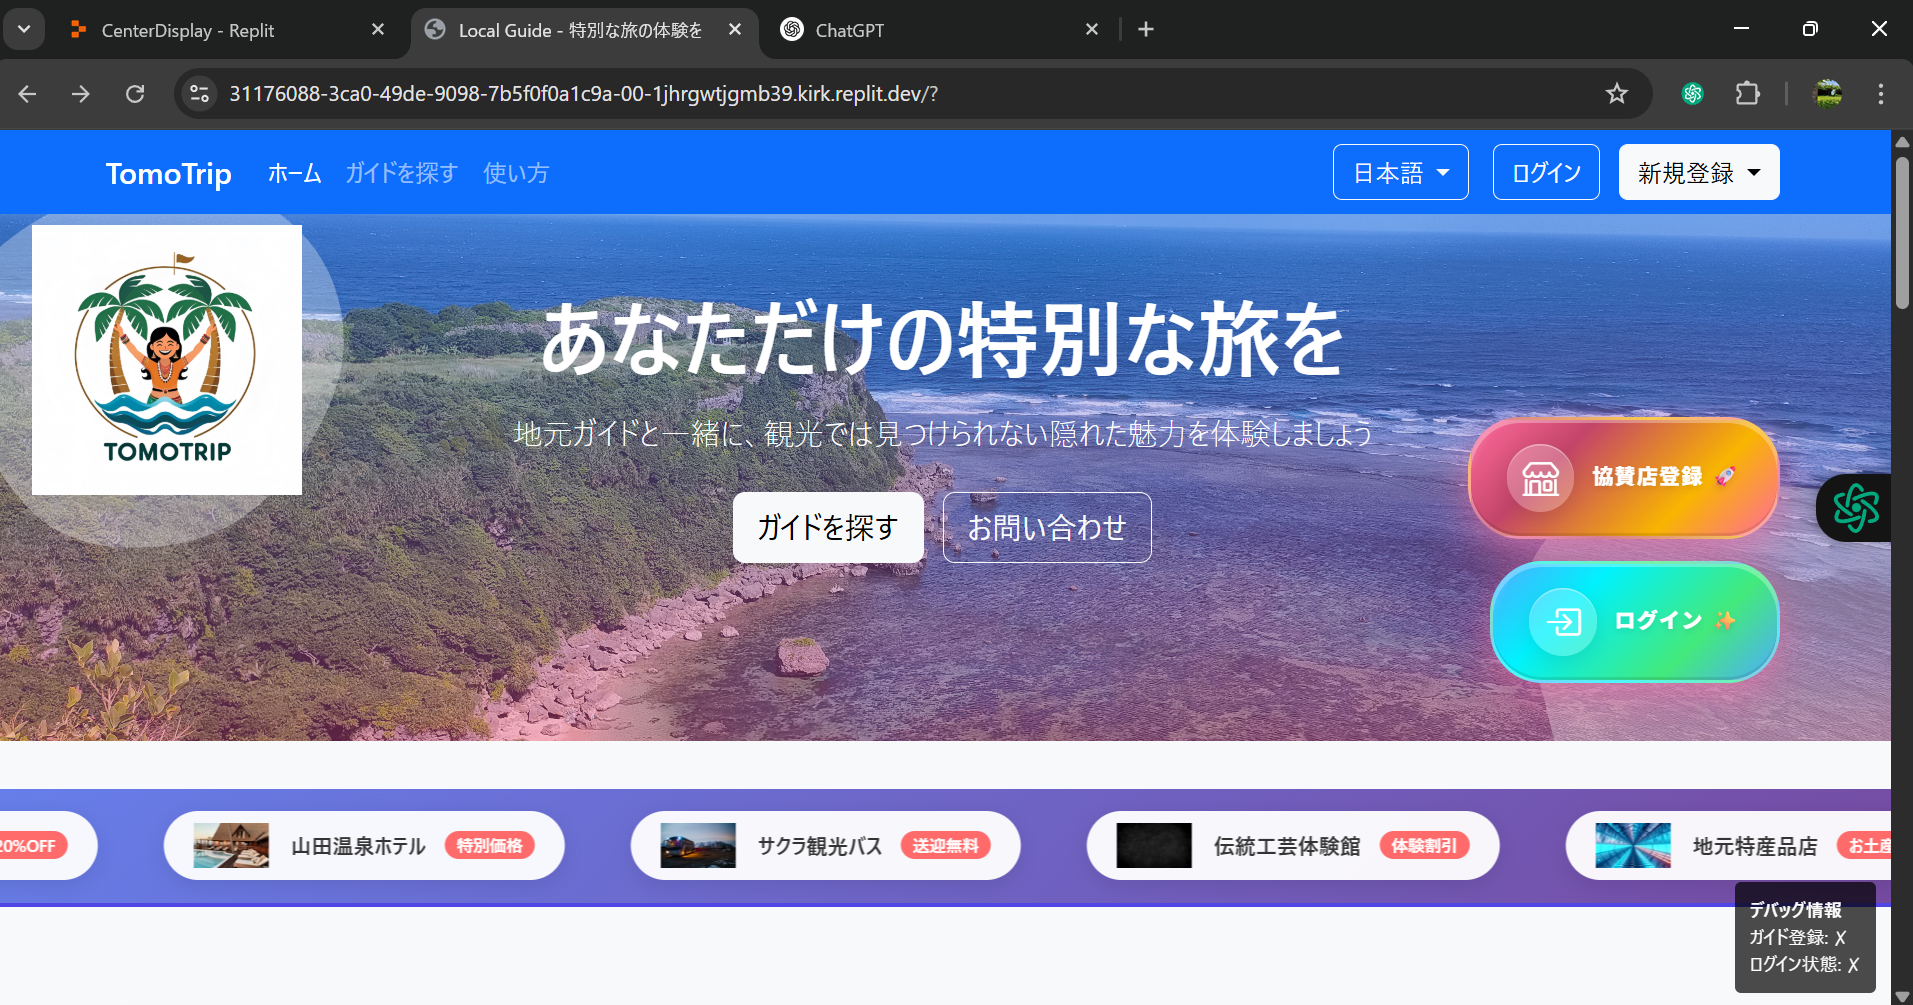 CenterDisplay - Replit
Local Guide - 特別な旅の体験を
ChatGPT
31176088-3ca0-49de-9098-7b5f0f0a1c9a-00-1jhrgwtjgmb39.kirk.replit.dev/?
TomoTrip ホーム ガイドを探す 使い方 日本語 ログイン 新規登録
TOMOTRIP
あなただけの特別な旅を
地元ガイドと一緒に、観光では見つけられない隠れた魅力を体験しましょう
ガイドを探す お問い合わせ
協賛店登録 🚀
ログイン ✨
20%OFF 山田温泉ホテル 特別価格 サクラ観光バス 送迎無料 伝統工芸体験館 体験割引 地元特産品店 お土産
デバッグ情報
ガイド登録: ✗
ログイン状態: ✗